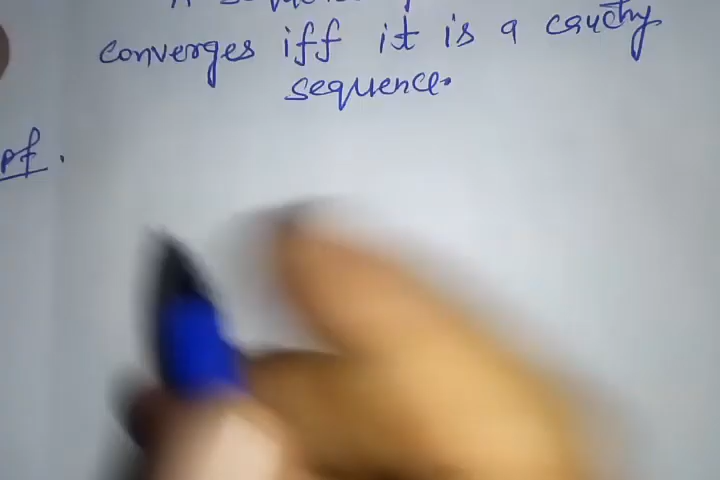 converges iff it is a cauchy
sequence.
pf.